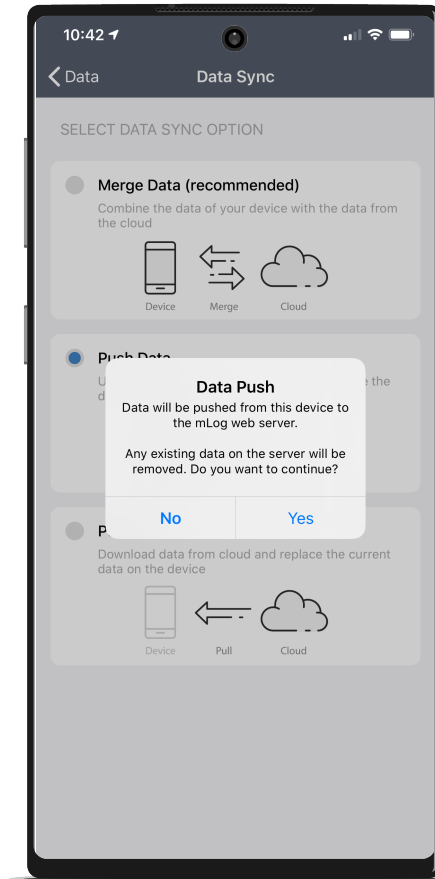 10:42
Data
Data Sync
SELECT DATA SYNC OPTION
Merge Data (recommended)
Combine the data of your device with the data from
the cloud
Device
Merge
Cloud
Push Data
e the
Data Push
Data will be pushed from this device to
the mLog web server.
Any existing data on the server will be
removed. Do you want to continue?
No
Yes
Download data from cloud and replace the current
data on the device
Device
Pull
Cloud